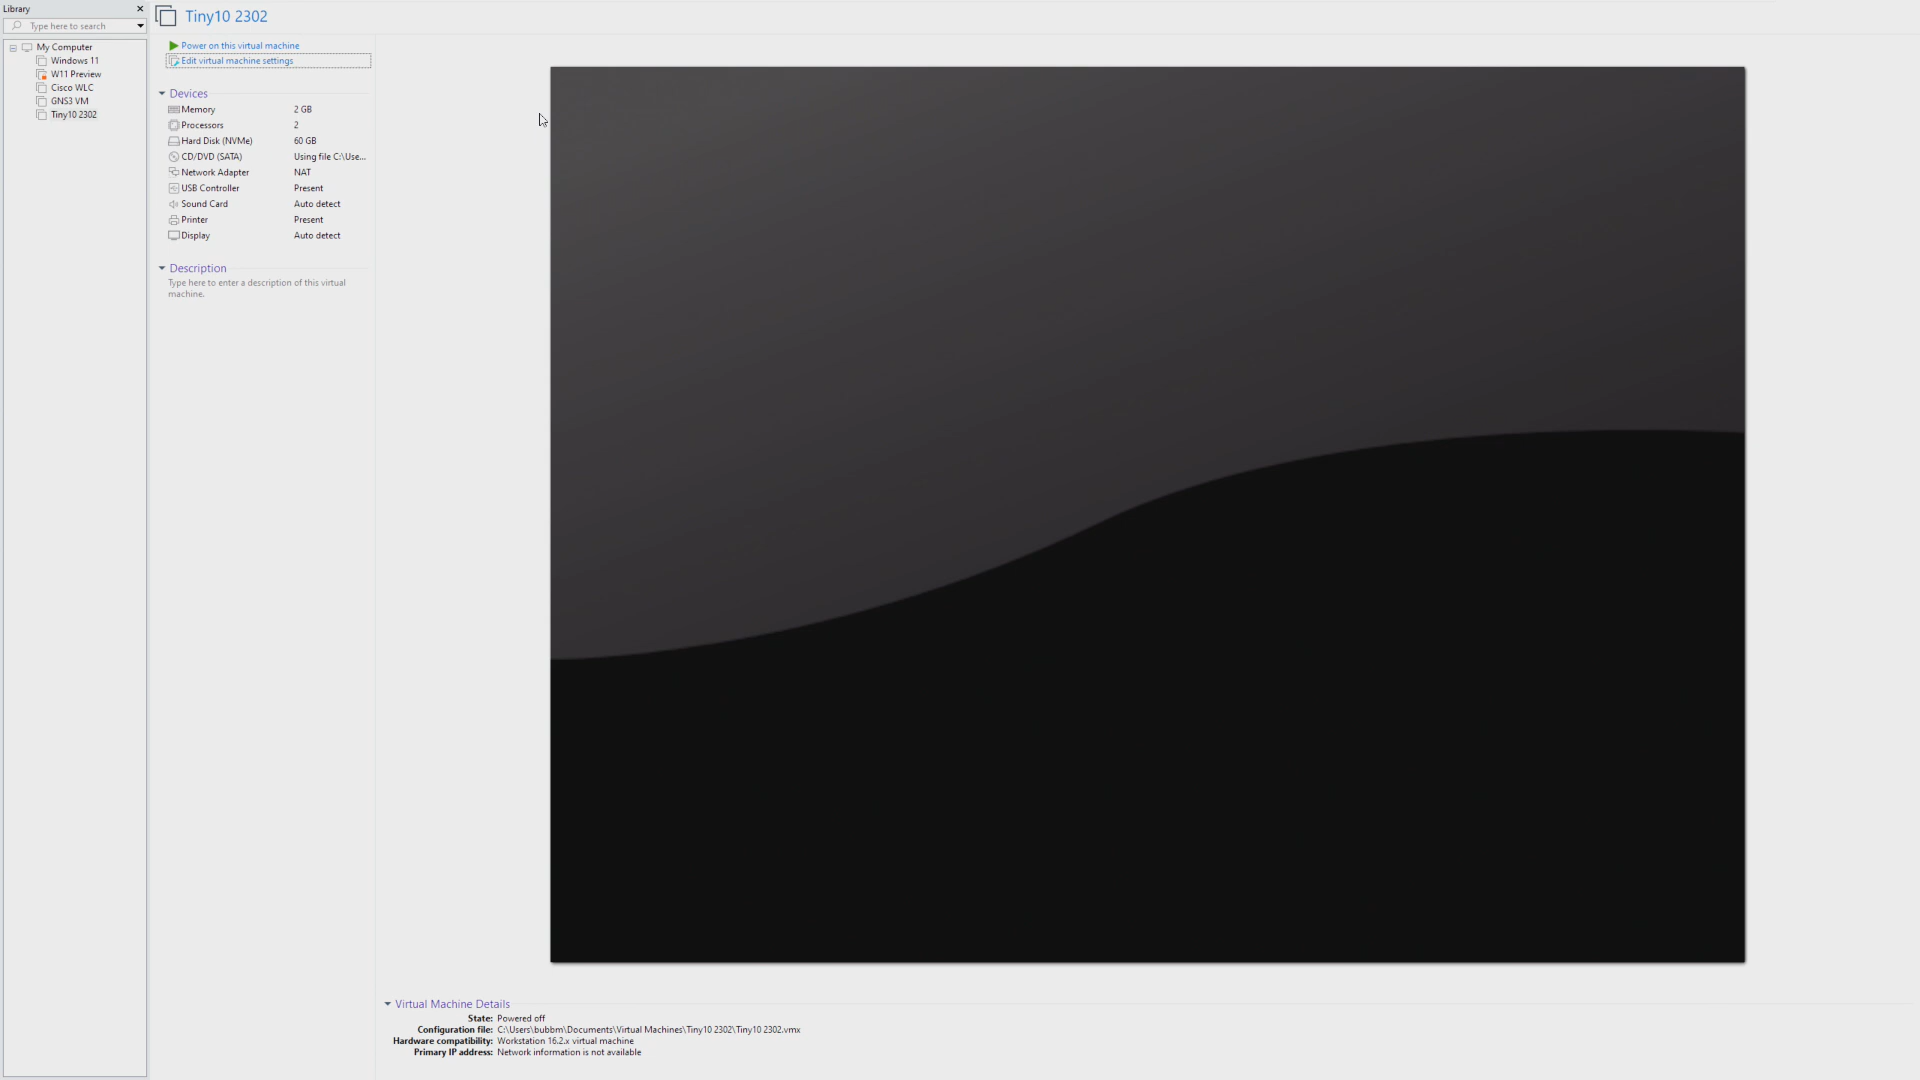 Library
Type here to search
My Computer
Windows 11
W11 Preview
Cisco WLC
GNS3 VM
Tiny10 2302
Tiny10 2302
Power on this virtual machine
Edit virtual machine settings
Devices
Memory 2 GB
Processors 2
Hard Disk (NVMe) 60 GB
CD/DVD (SATA) Using file C:\Use...
Network Adapter NAT
USB Controller Present
Sound Card Auto detect
Printer Present
Display Auto detect
Description
Type here to enter a description of this virtual
machine.
Virtual Machine Details
State: Powered off
Configuration file: C:\Users\bubbm\Documents\Virtual Machines\Tiny10 2302\Tiny10 2302.vmx
Hardware compatibility: Workstation 16.2.x virtual machine
Primary IP address: Network information is not available